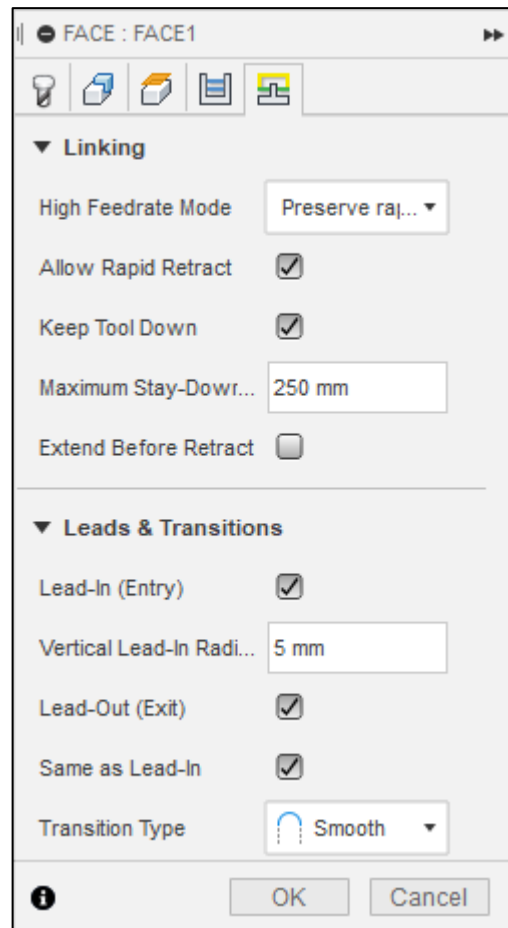 FACE : FACE1
Linking
High Feedrate Mode Preserve raj...
Allow Rapid Retract
Keep Tool Down
Maximum Stay-Dowr... 250 mm
Extend Before Retract
Leads & Transitions
Lead-In (Entry)
Vertical Lead-In Radi... 5 mm
Lead-Out (Exit)
Same as Lead-In
Transition Type Smooth
OK Cancel